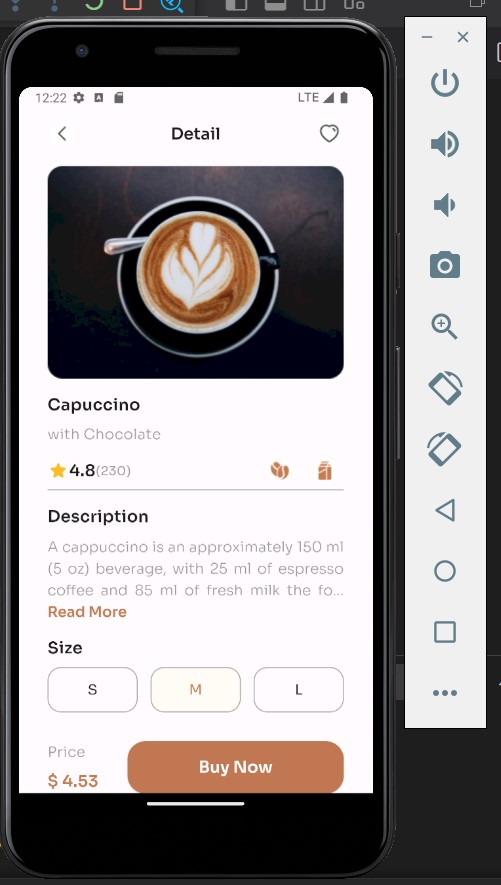 12:22
LTE
Detail
Capuccino
with Chocolate
4.8(230)
Description
A cappuccino is an approximately 150 ml
(5 oz) beverage, with 25 ml of espresso
coffee and 85 ml of fresh milk the fo...
Read More
Size
S M L
Price
$ 4.53
Buy Now